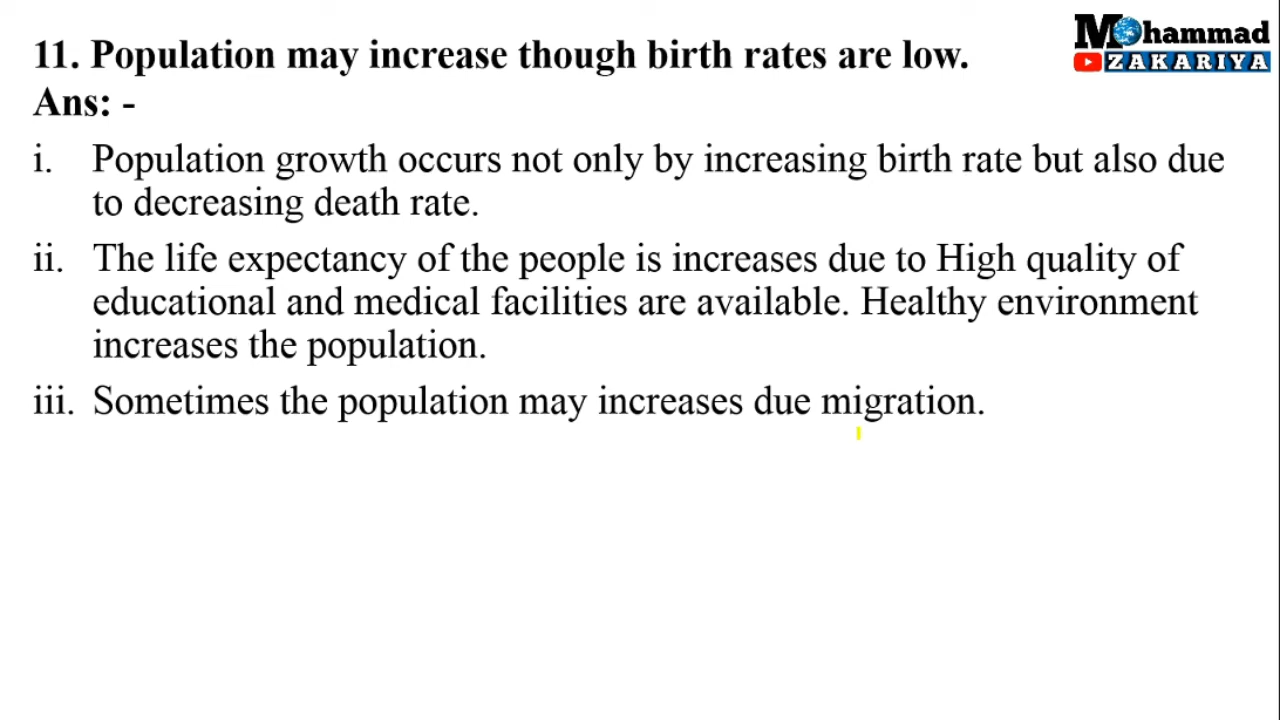 11. Population may increase though birth rates are low.
Mohammad
ZAKARIYA
Ans: -
i. Population growth occurs not only by increasing birth rate but also due
to decreasing death rate.
ii. The life expectancy of the people is increases due to High quality of
educational and medical facilities are available. Healthy environment
increases the population.
iii. Sometimes the population may increases due migration.